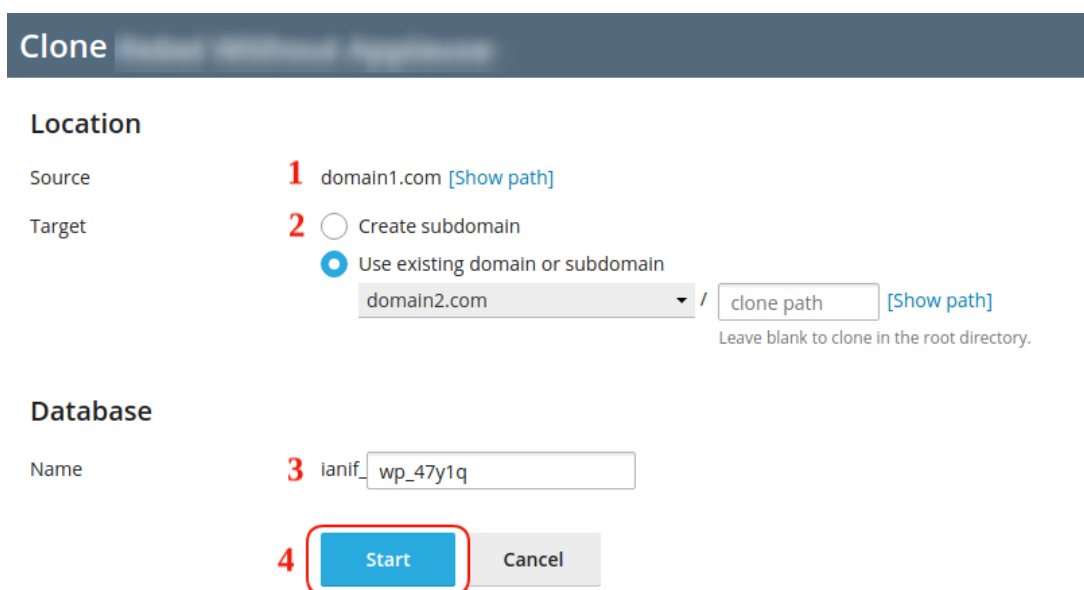 Clone
Location
Source 1 domain1.com [Show path]
Target 2 Create subdomain
Use existing domain or subdomain
domain2.com / clone path [Show path]
Leave blank to clone in the root directory.
Database
Name 3 ianif_ wp_47y1q
4 Start Cancel